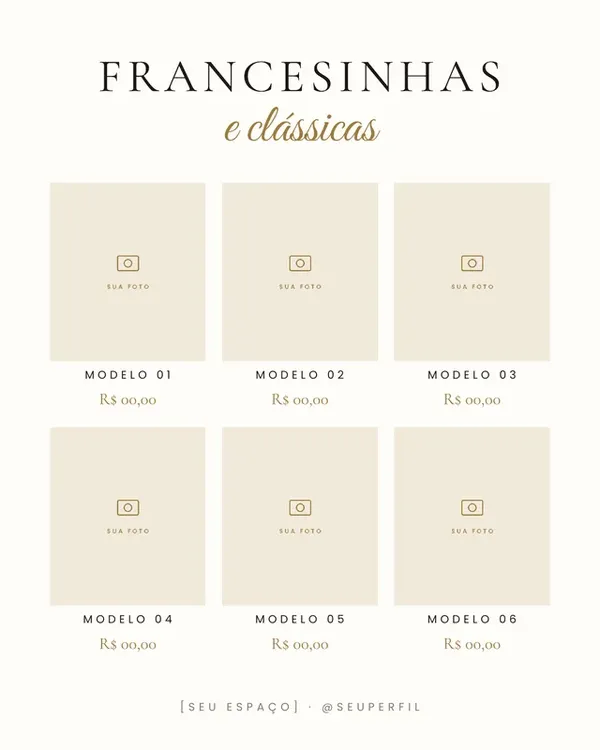 FRANCESINHAS
e clássicas
SUA FOTO
SUA FOTO
SUA FOTO
MODELO 01
MODELO 02
MODELO 03
R$ 00,00
R$ 00,00
R$ 00,00
SUA FOTO
SUA FOTO
SUA FOTO
MODELO 04
MODELO 05
MODELO 06
R$ 00,00
R$ 00,00
R$ 00,00
[SEU ESPAÇO] · @SEUPERFIL